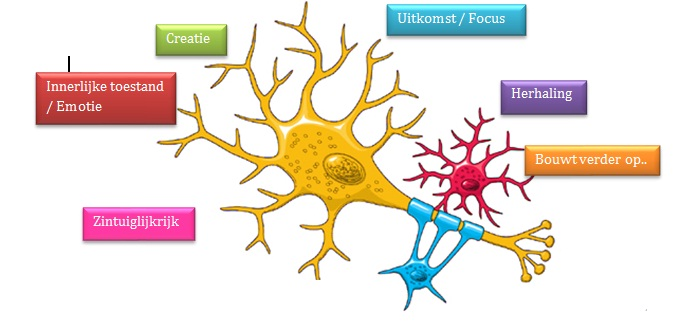 Uitkomst / Focus
Creatie
Innerlijke toestand
/ Emotie
Herhaling
Bouwt verder op..
Zintuiglijkrijk